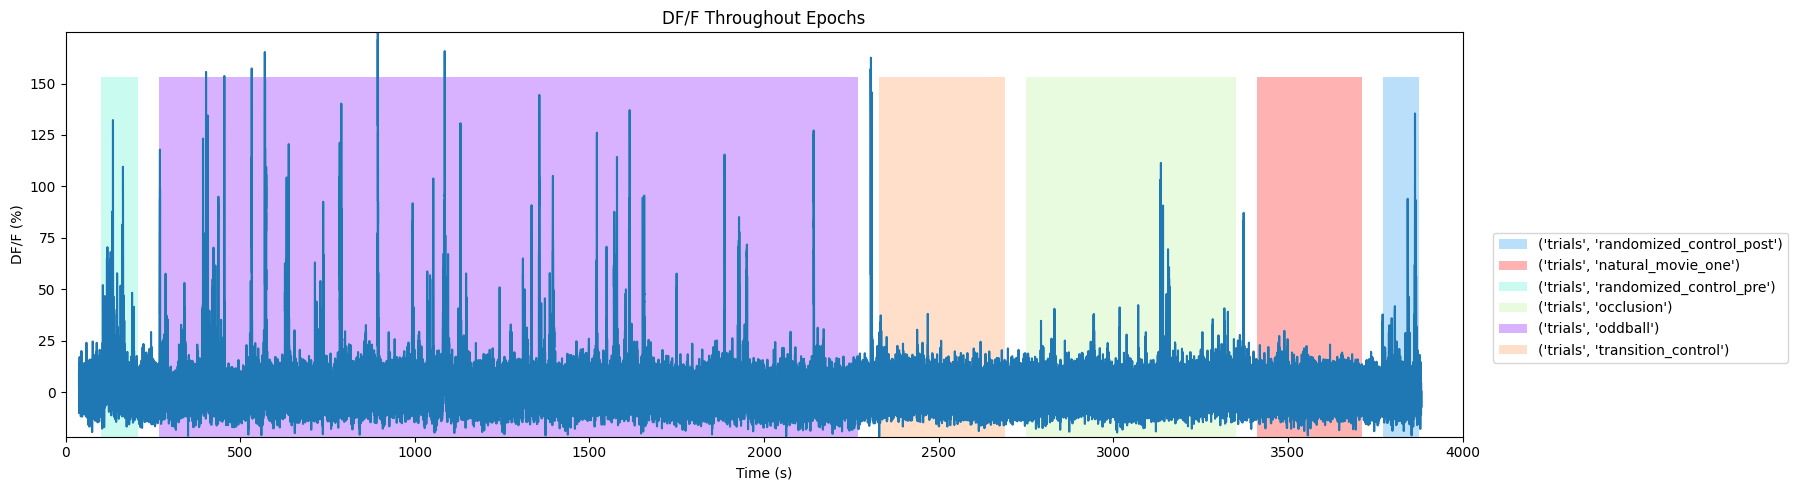 DF/F Throughout Epochs
DF/F (%)
150
125
100
75
50
25
0
0 500 1000 1500 2000 2500 3000 3500 4000
Time (s)
('trials', 'randomized_control_post')
('trials', 'natural_movie_one')
('trials', 'randomized_control_pre')
('trials', 'occlusion')
('trials', 'oddball')
('trials', 'transition_control')